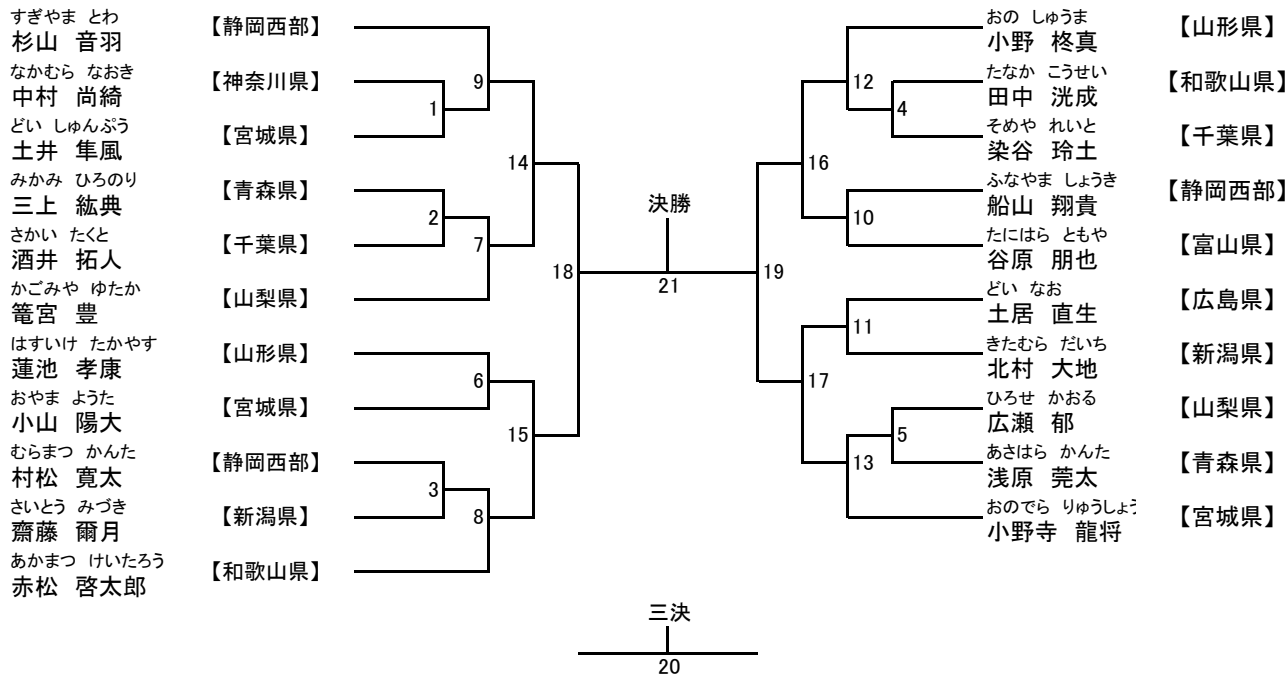 すぎやま とわ
杉山 音羽 【静岡西部】
なかむら なおき
中村 尚綺 【神奈川県】
どい しゅんぷう
土井 隼風 【宮城県】
みかみ ひろのり
三上 紘典 【青森県】
さかい たくと
酒井 拓人 【千葉県】
かごみや ゆたか
篭宮 豊 【山梨県】
はすいけ たかやす
蓮池 孝康 【山形県】
おやま ようた
小山 陽大 【宮城県】
むらまつ かんた
村松 寛太 【静岡西部】
さいとう みづき
齋藤 爾月 【新潟県】
あかまつ けいたろう
赤松 啓太郎 【和歌山県】
1
2
3
9
7
6
8
14
15
18
決勝
21
三決
20
19
16
17
12
10
11
13
4
5
おの しゅうま
小野 柊真 【山形県】
たなか こうせい
田中 洸成 【和歌山県】
そめや れいと
染谷 玲士 【千葉県】
ふなやま しょうき
船山 翔貴 【静岡西部】
たにはら ともや
谷原 朋也 【富山県】
どい なお
土居 直生 【広島県】
きたむら だいち
北村 大地 【新潟県】
ひろせ かおる
広瀬 郁 【山梨県】
あさはら かんた
浅原 莞太 【青森県】
おのでら りゅうしょう
小野寺 龍将 【宮城県】